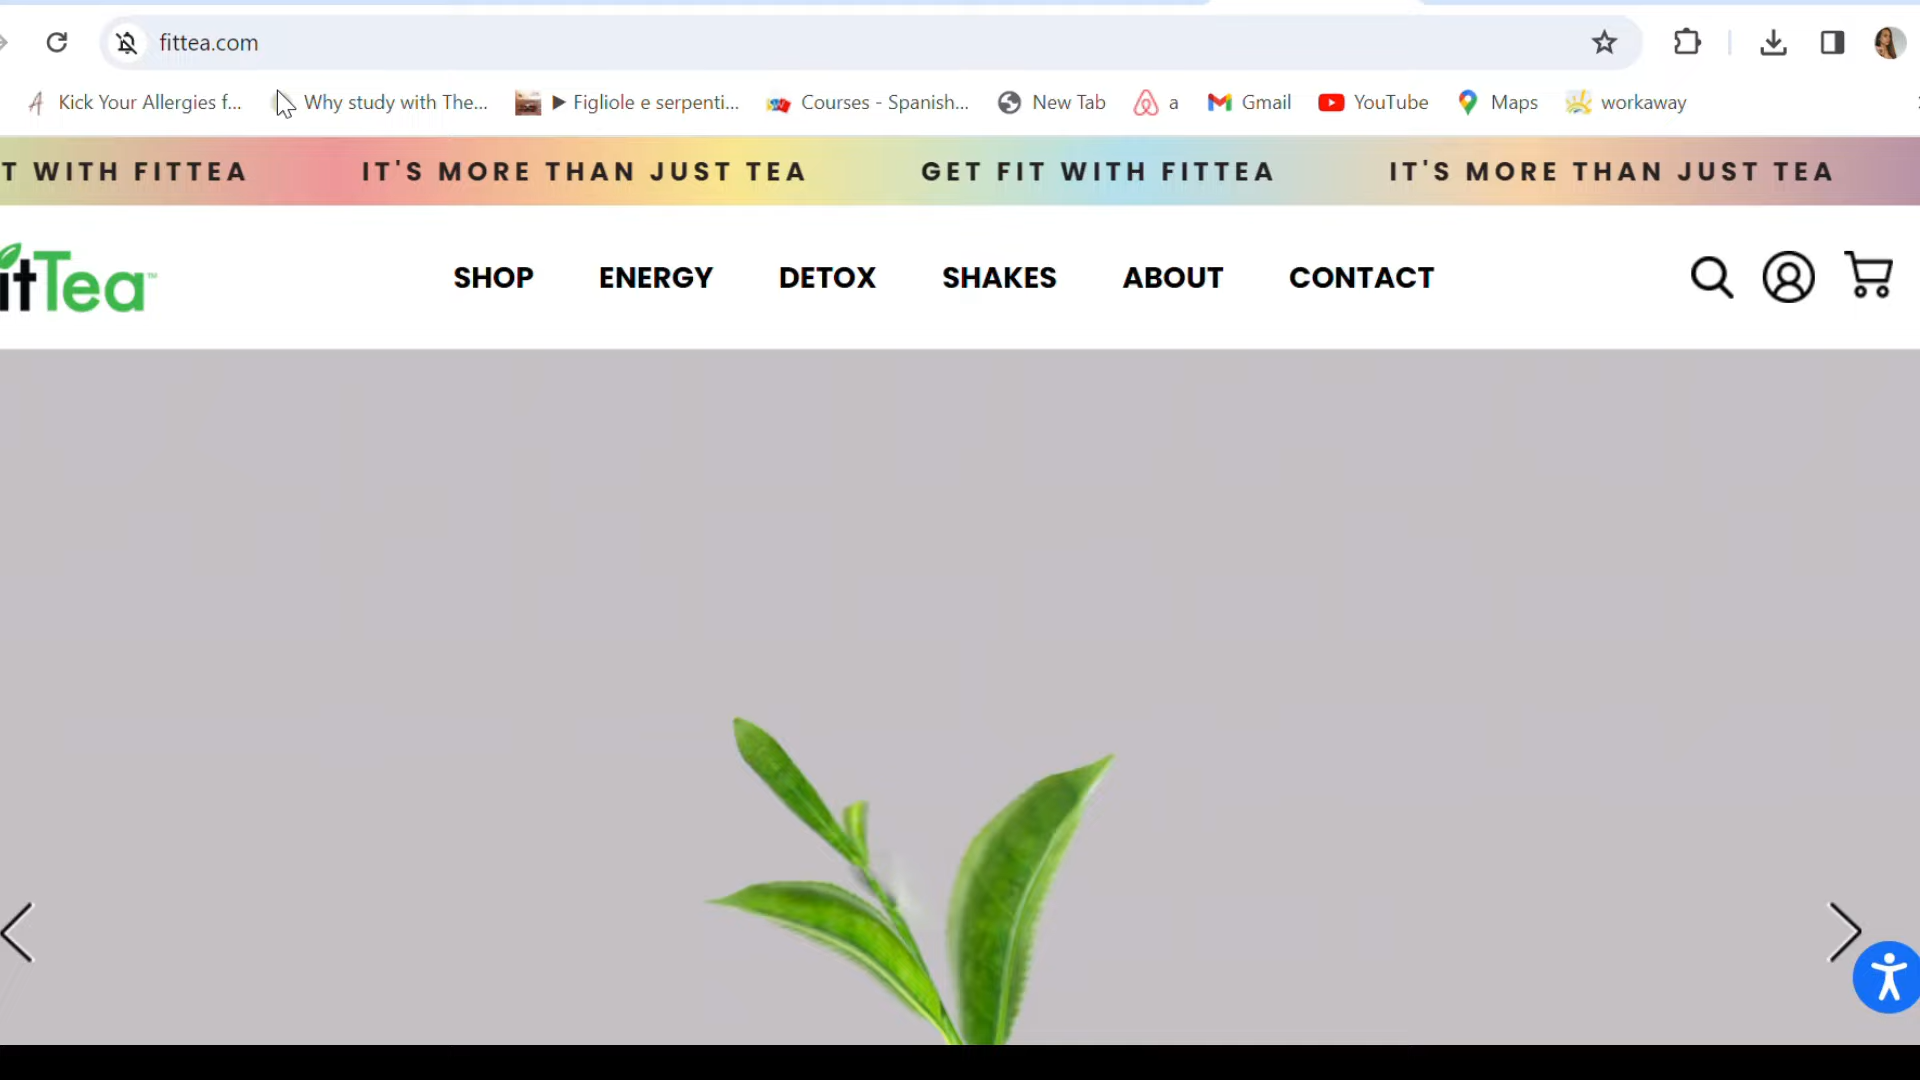 fittea.com
Kick Your Allergies f... Why study with The... ▶ Figliole e serpenti... Courses - Spanish... New Tab a Gmail YouTube Maps workaway
T WITH FITTEA IT'S MORE THAN JUST TEA GET FIT WITH FITTEA IT'S MORE THAN JUST TEA
itTea™ SHOP ENERGY DETOX SHAKES ABOUT CONTACT